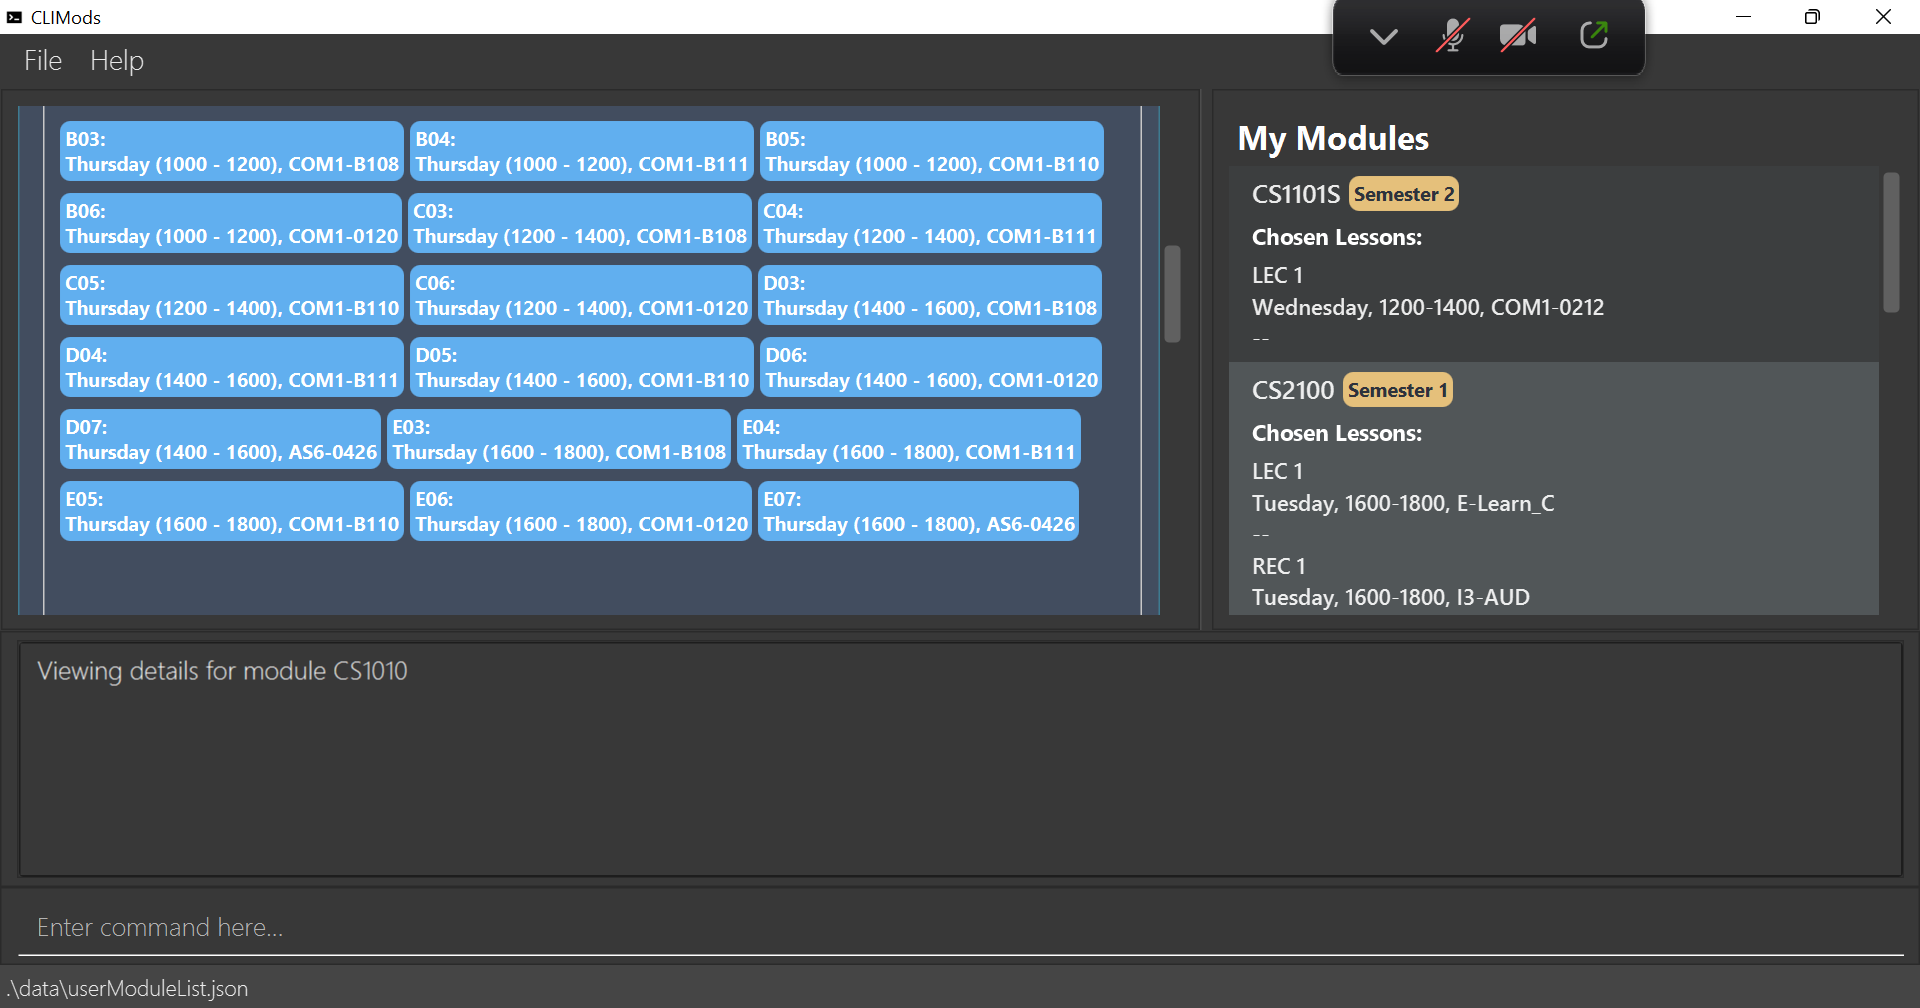 CLIMods
File Help
B03:
Thursday (1000 - 1200), COM1-B108
B04:
Thursday (1000 - 1200), COM1-B111
B05:
Thursday (1000 - 1200), COM1-B110
B06:
Thursday (1000 - 1200), COM1-0120
C03:
Thursday (1200 - 1400), COM1-B108
C04:
Thursday (1200 - 1400), COM1-B111
C05:
Thursday (1200 - 1400), COM1-B110
C06:
Thursday (1200 - 1400), COM1-0120
D03:
Thursday (1400 - 1600), COM1-B108
D04:
Thursday (1400 - 1600), COM1-B111
D05:
Thursday (1400 - 1600), COM1-B110
D06:
Thursday (1400 - 1600), COM1-0120
D07:
Thursday (1400 - 1600), AS6-0426
E03:
Thursday (1600 - 1800), COM1-B108
E04:
Thursday (1600 - 1800), COM1-B111
E05:
Thursday (1600 - 1800), COM1-B110
E06:
Thursday (1600 - 1800), COM1-0120
E07:
Thursday (1600 - 1800), AS6-0426
My Modules
CS1101S Semester 2
Chosen Lessons:
LEC 1
Wednesday, 1200-1400, COM1-0212
--
CS2100 Semester 1
Chosen Lessons:
LEC 1
Tuesday, 1600-1800, E-Learn_C
--
REC 1
Tuesday, 1600-1800, I3-AUD
Viewing details for module CS1010
Enter command here...
.\data\userModuleList.json